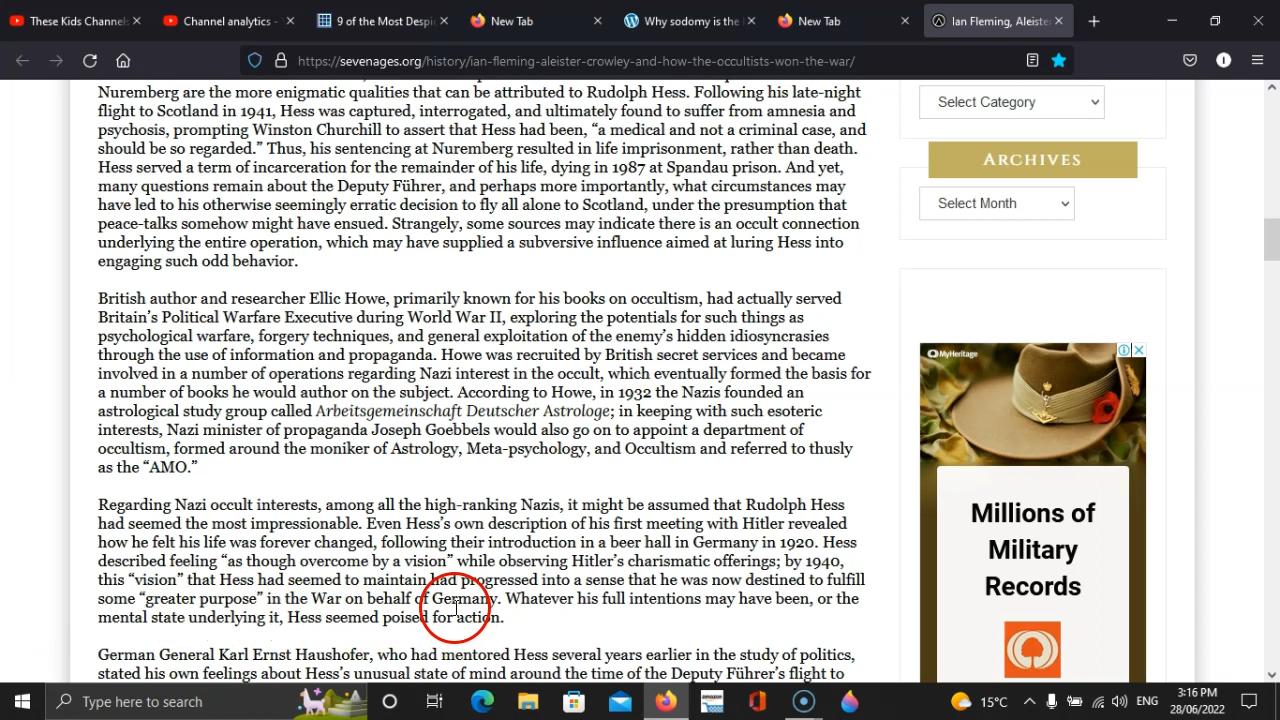 These Kids Channels
Channel analytics -
9 of the Most Despi
New Tab
Why sodomy is the
New Tab
Ian Fleming, Aleister
https://sevenages.org/history/ian-fleming-aleister-crowley-and-how-the-occultists-won-the-war/
Nuremberg are the more enigmatic qualities that can be attributed to Rudolph Hess. Following his late-night
flight to Scotland in 1941, Hess was captured, interrogated, and ultimately found to suffer from amnesia and
psychosis, prompting Winston Churchill to assert that Hess had been, “a medical and not a criminal case, and
should be so regarded.” Thus, his sentencing at Nuremberg resulted in life imprisonment, rather than death.
Hess served a term of incarceration for the remainder of his life, dying in 1987 at Spandau prison. And yet,
many questions remain about the Deputy Führer, and perhaps more importantly, what circumstances may
have led to his otherwise seemingly erratic decision to fly all alone to Scotland, under the presumption that
peace-talks somehow might have ensued. Strangely, some sources may indicate there is an occult connection
underlying the entire operation, which may have supplied a subversive influence aimed at luring Hess into
engaging such odd behavior.
British author and researcher Ellic Howe, primarily known for his books on occultism, had actually served
Britain’s Political Warfare Executive during World War II, exploring the potentials for such things as
psychological warfare, forgery techniques, and general exploitation of the enemy’s hidden idiosyncrasies
through the use of information and propaganda. Howe was recruited by British secret services and became
involved in a number of operations regarding Nazi interest in the occult, which eventually formed the basis for
a number of books he would author on the subject. According to Howe, in 1932 the Nazis founded an
astrological study group called Arbeitsgemeinschaft Deutscher Astrologe; in keeping with such esoteric
interests, Nazi minister of propaganda Joseph Goebbels would also go on to appoint a department of
occultism, formed around the moniker of Astrology, Meta-psychology, and Occultism and referred to thusly
as the “AMO.”
Regarding Nazi occult interests, among all the high-ranking Nazis, it might be assumed that Rudolph Hess
had seemed the most impressionable. Even Hess’s own description of his first meeting with Hitler revealed
how he felt his life was forever changed, following their introduction in a beer hall in Germany in 1920. Hess
described feeling “as though overcome by a vision” while observing Hitler’s charismatic offerings; by 1940,
this “vision” that Hess had seemed to maintain had progressed into a sense that he was now destined to fulfill
some “greater purpose” in the War on behalf of Germany. Whatever his full intentions may have been, or the
mental state underlying it, Hess seemed poised for action.
German General Karl Ernst Haushofer, who had mentored Hess several years earlier in the study of politics,
stated his own feelings about Hess’s unusual state of mind around the time of the Deputy Führer’s flight to
Select Category
ARCHIVES
Select Month
MyHeritage
Millions of
Military
Records
Type here to search
15°C
ENG
3:16 PM
28/06/2022